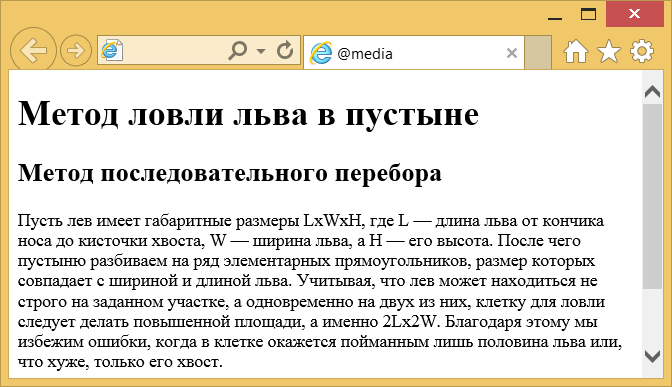 @media
Метод ловли льва в пустыне
Метод последовательного перебора
Пусть лев имеет габаритные размеры LxWxH, где L — длина льва от кончика
носа до кисточки хвоста, W — ширина льва, а H — его высота. После чего
пустыню разбиваем на ряд элементарных прямоугольников, размер которых
совпадает с шириной и длиной льва. Учитывая, что лев может находиться не
строго на заданном участке, а одновременно на двух из них, клетку для ловли
следует делать повышенной площади, а именно 2Lx2W. Благодаря этому мы
избежим ошибки, когда в клетке окажется пойманным лишь половина льва или,
что хуже, только его хвост.